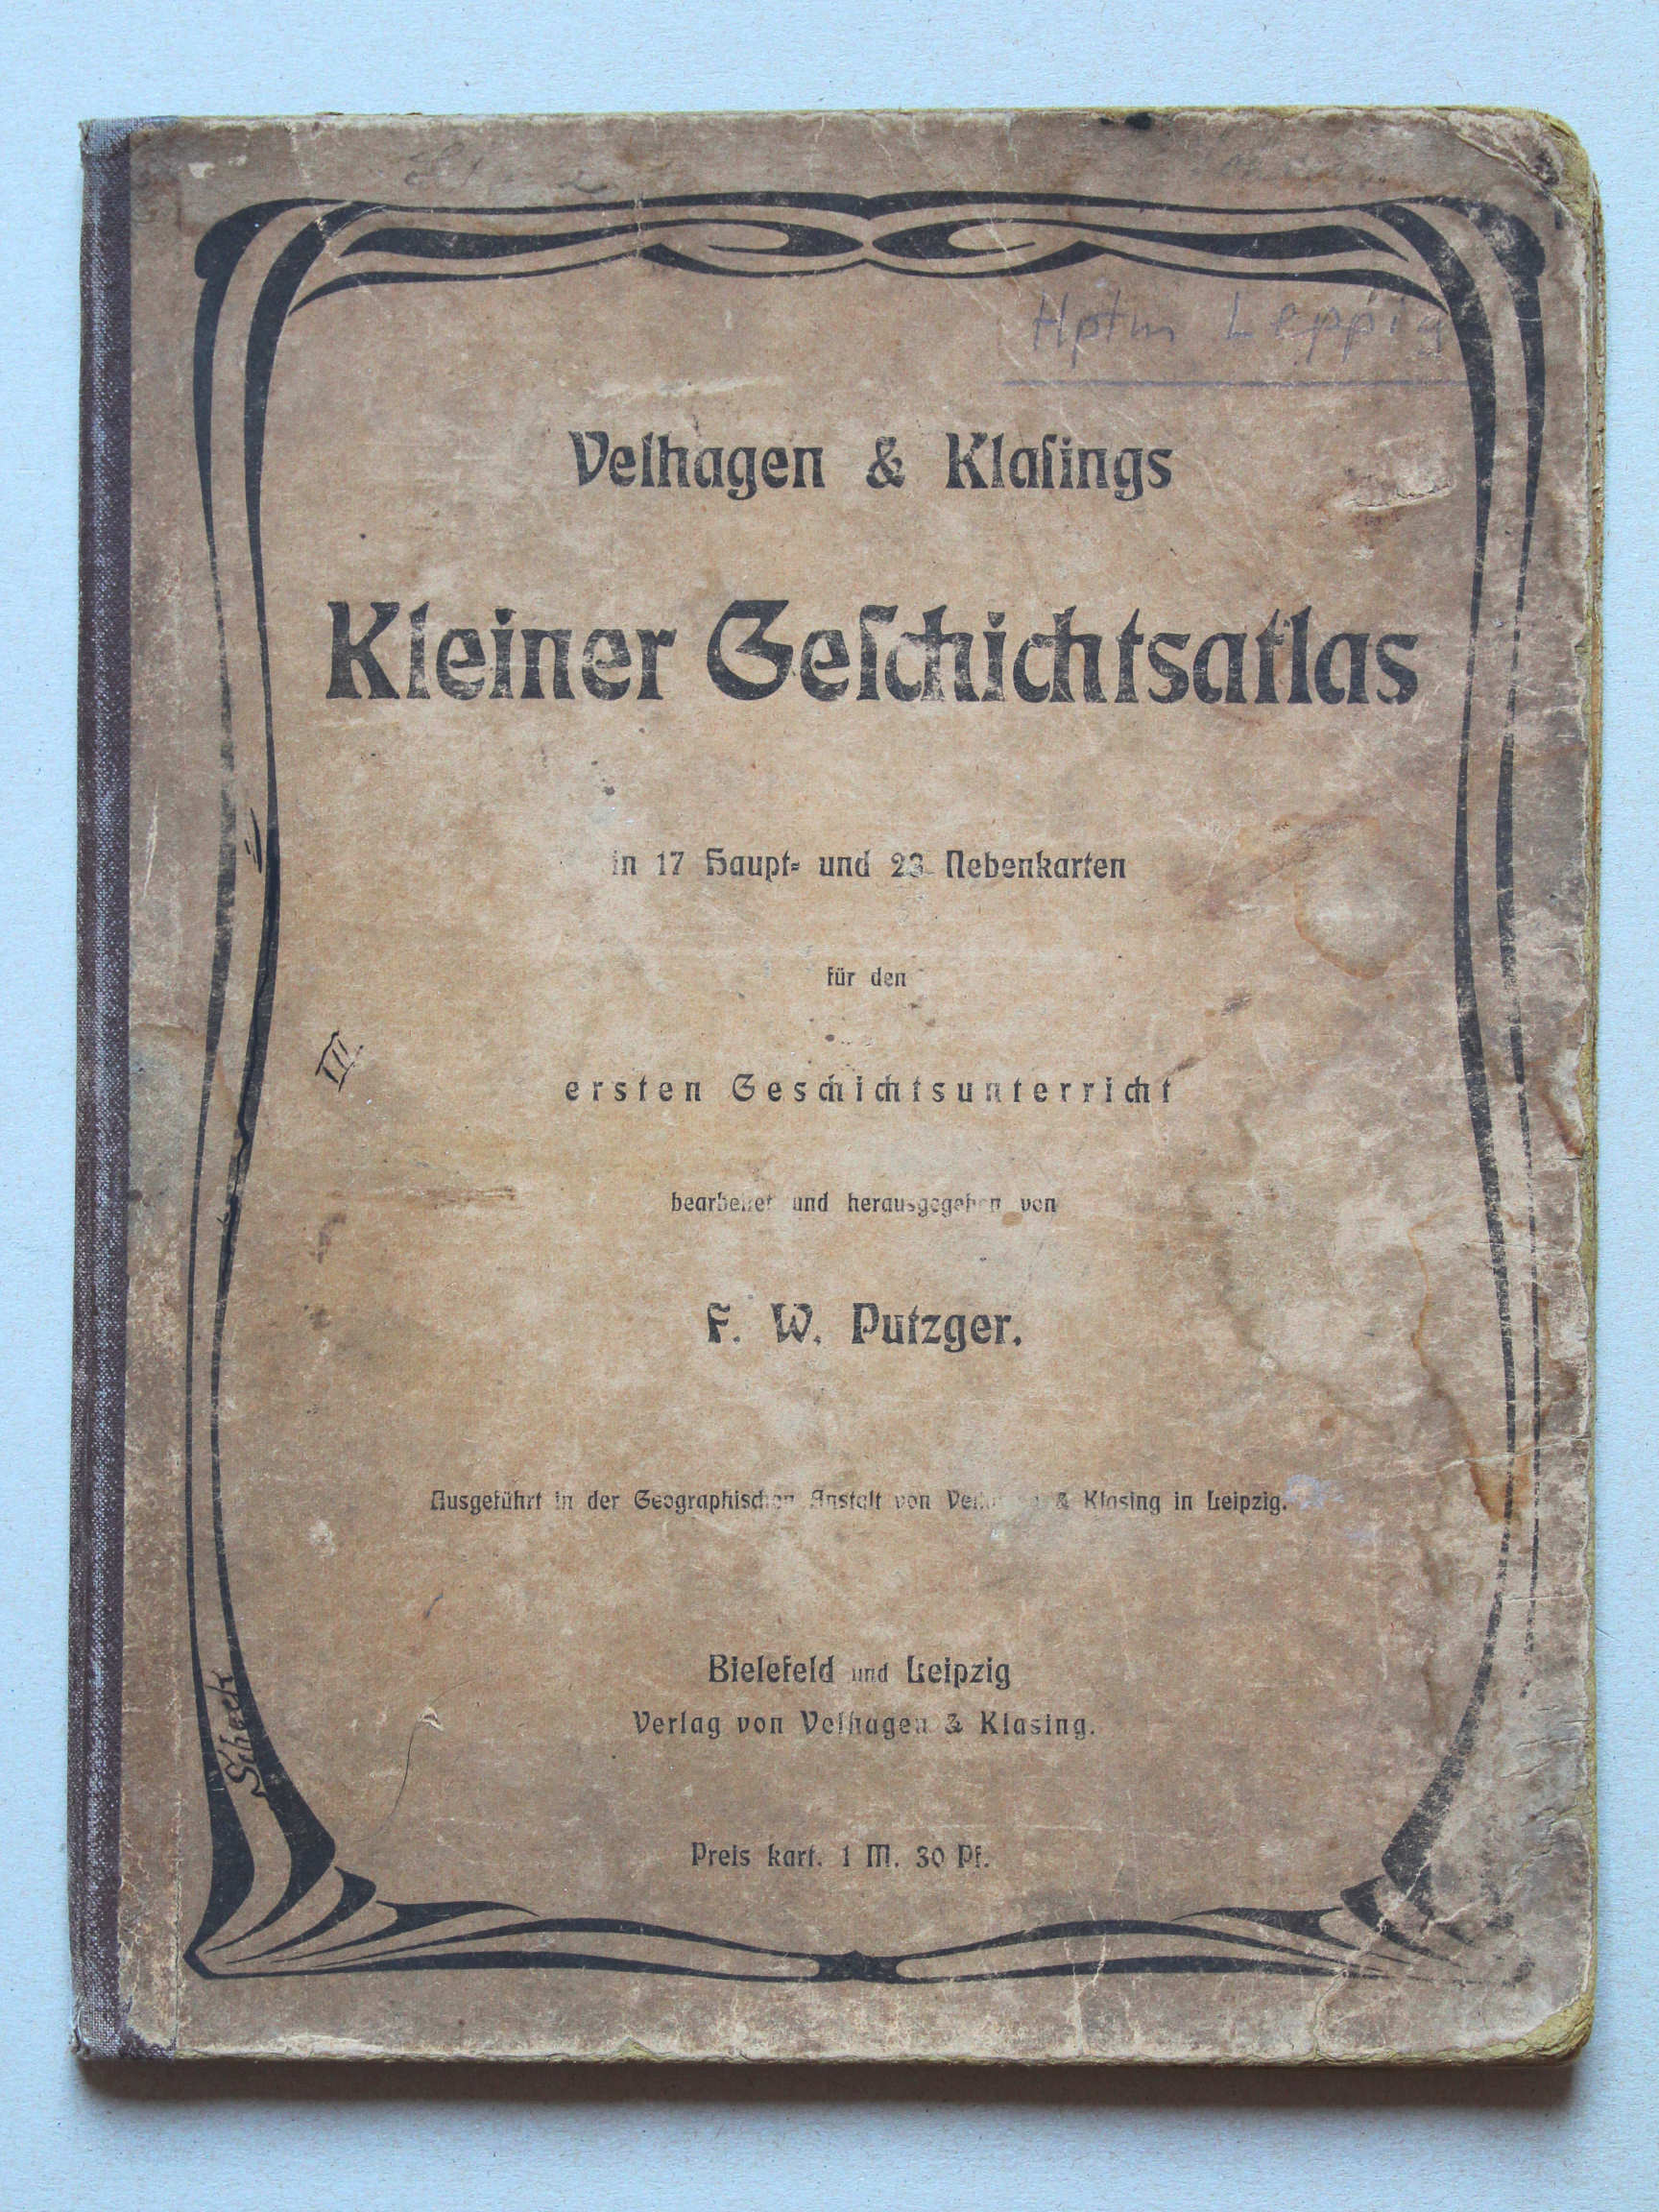 Hptm Leppig
Velhagen & Klaſings
Kleiner Geſchichtsatlas
in 17 Haupt- und 23 Nebenkarten
für den
III
ersten Geschichtsunterricht
bearbeitet und herausgegeben von
F. W. Putzger.
Ausgeführt in der Geographischen Anstalt von Velhagen & Klasing in Leipzig.
Bielefeld und Leipzig
Verlag von Velhagen & Klasing.
Preis kart. 1 M. 30 Pf.